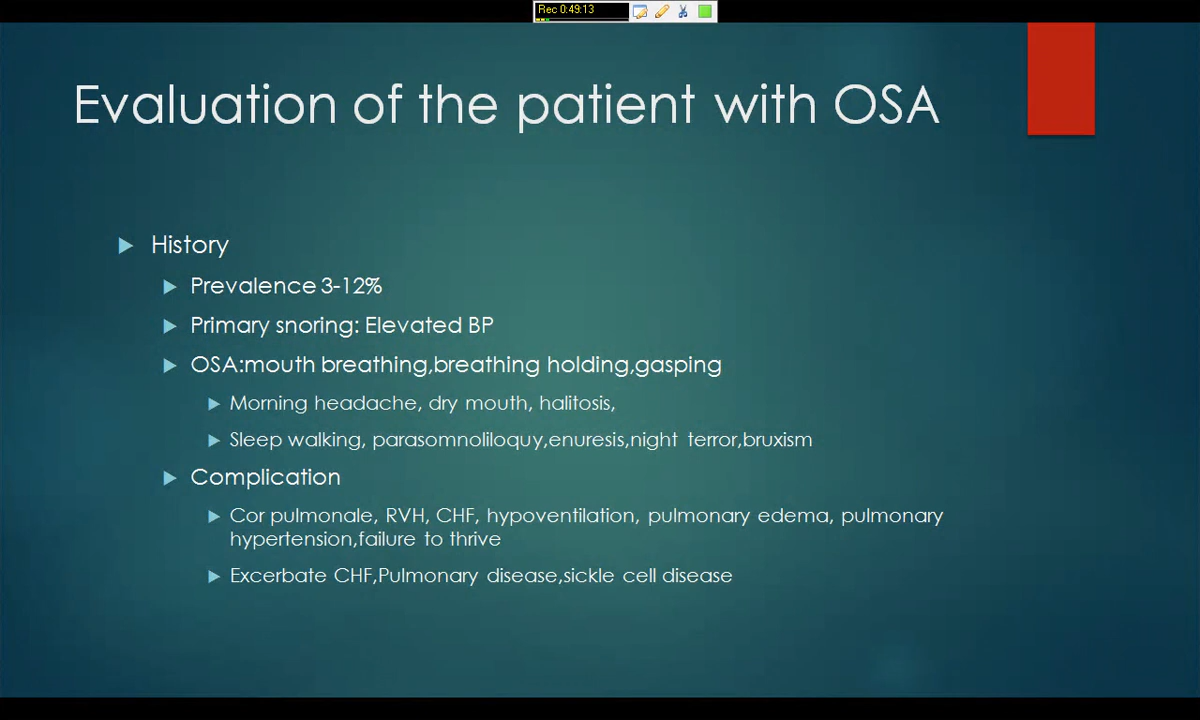 Rec 0:49:13
Evaluation of the patient with OSA
History
Prevalence 3-12%
Primary snoring: Elevated BP
OSA:mouth breathing,breathing holding,gasping
Morning headache, dry mouth, halitosis,
Sleep walking, parasomnoliloquy,enuresis,night terror,bruxism
Complication
Cor pulmonale, RVH, CHF, hypoventilation, pulmonary edema, pulmonary
hypertension,failure to thrive
Excerbate CHF,Pulmonary disease,sickle cell disease